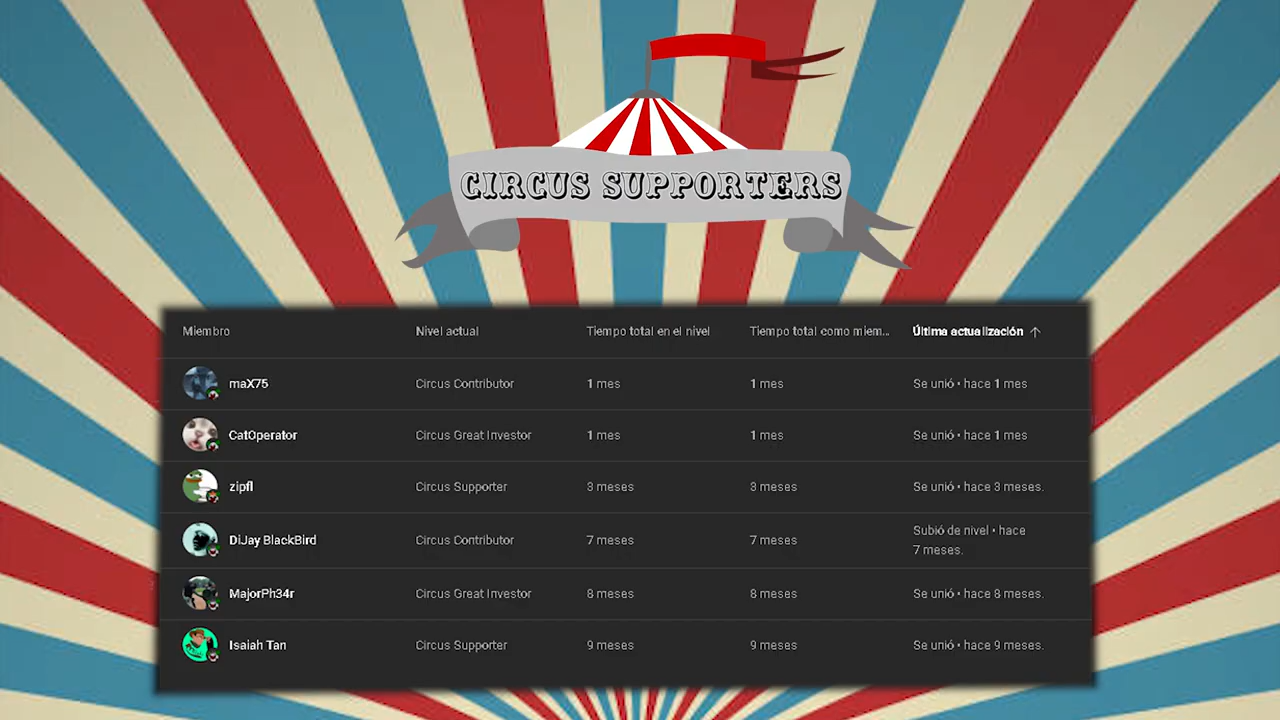 CIRCUS SUPPORTERS
Miembro Nivel actual Tiempo total en el nivel Tiempo total como miem... Última actualización ↑
maX75 Circus Contributor 1 mes 1 mes Se unió • hace 1 mes
CatOperator Circus Great Investor 1 mes 1 mes Se unió • hace 1 mes
zipfl Circus Supporter 3 meses 3 meses Se unió • hace 3 meses.
DiJay BlackBird Circus Contributor 7 meses 7 meses Subió de nivel • hace
7 meses.
MajorPh34r Circus Great Investor 8 meses 8 meses Se unió • hace 8 meses.
Isaiah Tan Circus Supporter 9 meses 9 meses Se unió • hace 9 meses.